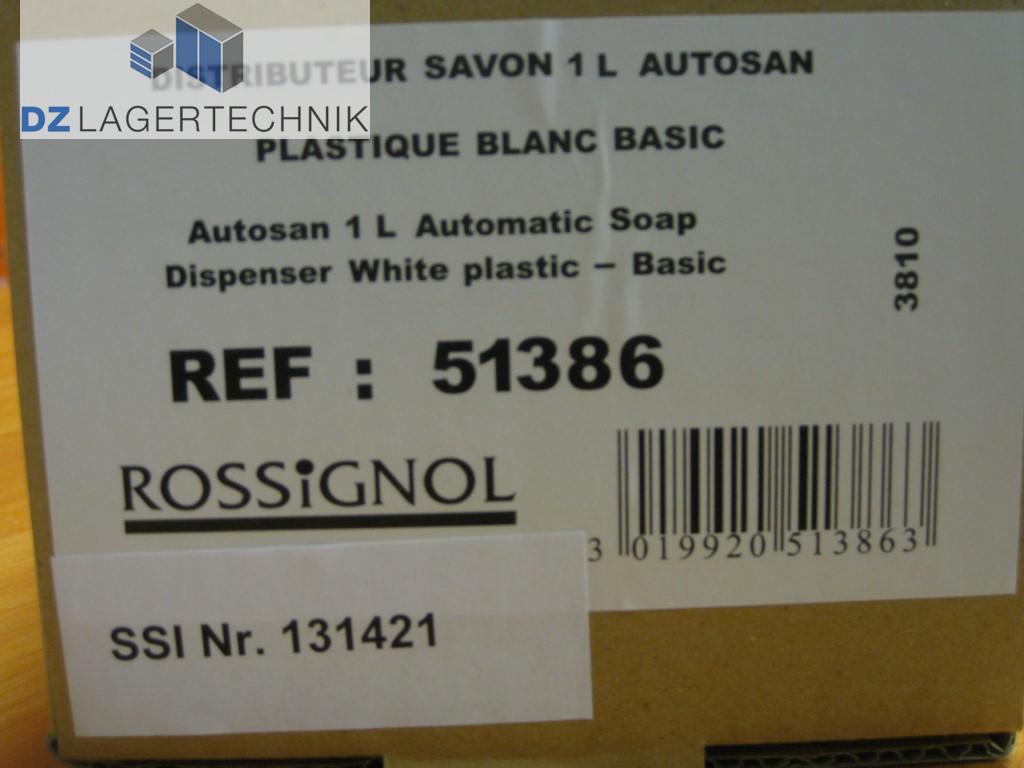 DISTRIBUTEUR SAVON 1 L AUTOSAN
DZ LAGERTECHNIK
PLASTIQUE BLANC BASIC
Autosan 1 L Automatic Soap
Dispenser White plastic – Basic
3810
REF : 51386
ROSSiGNOL
3 019920 513863
SSI Nr. 131421